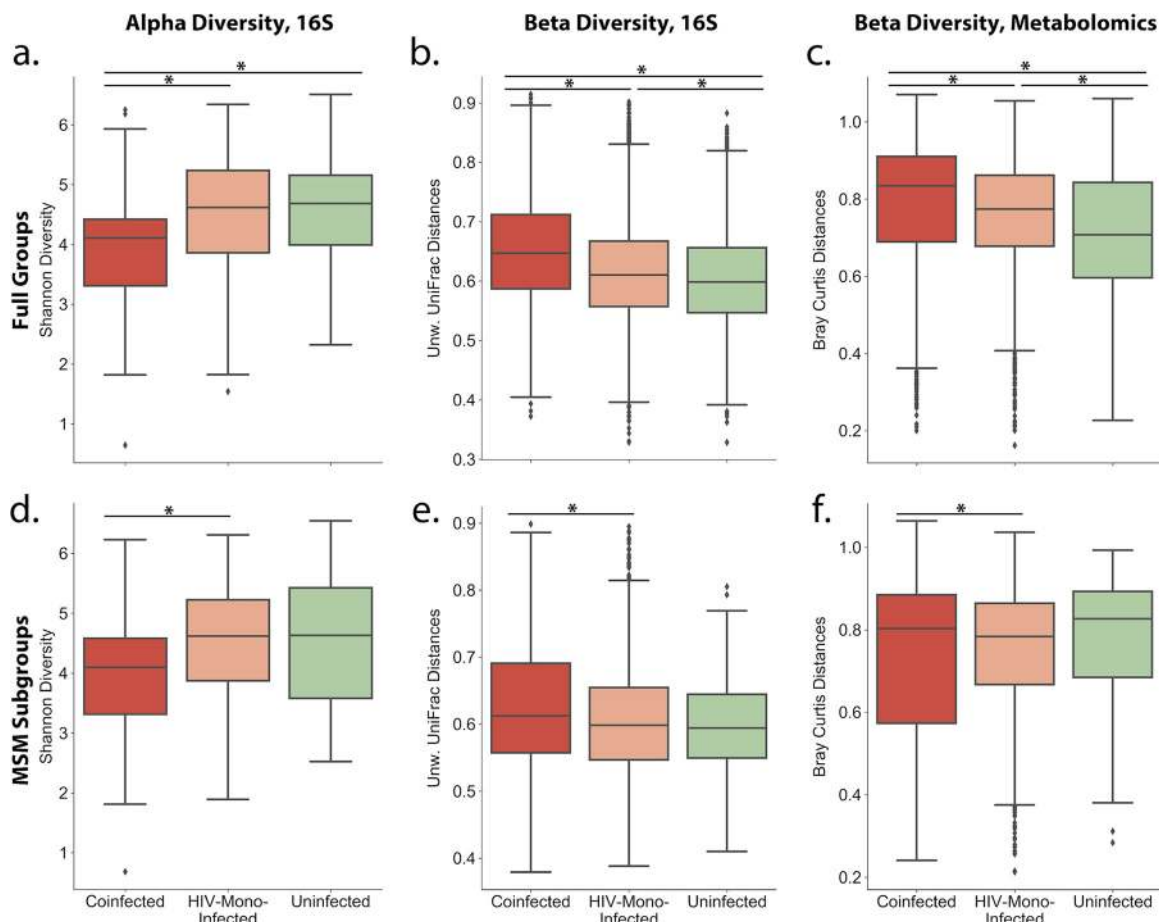 Alpha Diversity, 16S
Beta Diversity, 16S
Beta Diversity, Metabolomics
a.
*
*
Full Groups
Shannon Diversity
6
5
4
3
2
1
b.
*
*
*
Unw. UniFrac Distances
0.9
0.8
0.7
0.6
0.5
0.4
0.3
c.
*
*
*
Bray Curtis Distances
1.0
0.8
0.6
0.4
0.2
d.
*
MSM Subgroups
Shannon Diversity
6
5
4
3
2
1
Coinfected
HIV-Mono-
Infected
Uninfected
e.
*
Unw. UniFrac Distances
0.9
0.8
0.7
0.6
0.5
0.4
Coinfected
HIV-Mono-
Infected
Uninfected
f.
*
Bray Curtis Distances
1.0
0.8
0.6
0.4
0.2
Coinfected
HIV-Mono-
Infected
Uninfected